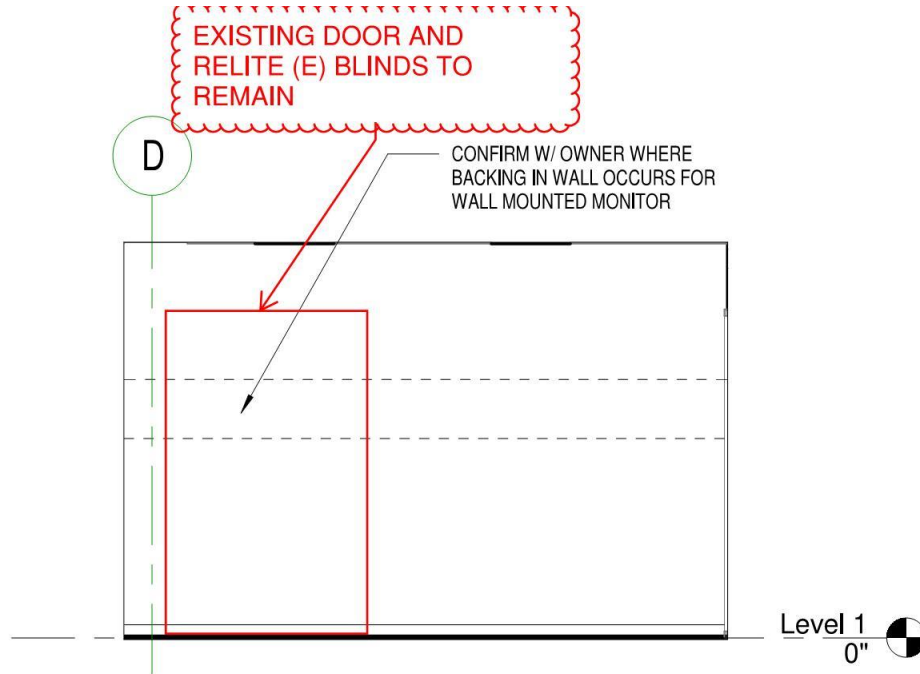 EXISTING DOOR AND
RELITE (E) BLINDS TO
REMAIN
D
CONFIRM W/ OWNER WHERE
BACKING IN WALL OCCURS FOR
WALL MOUNTED MONITOR
Level 1
0"